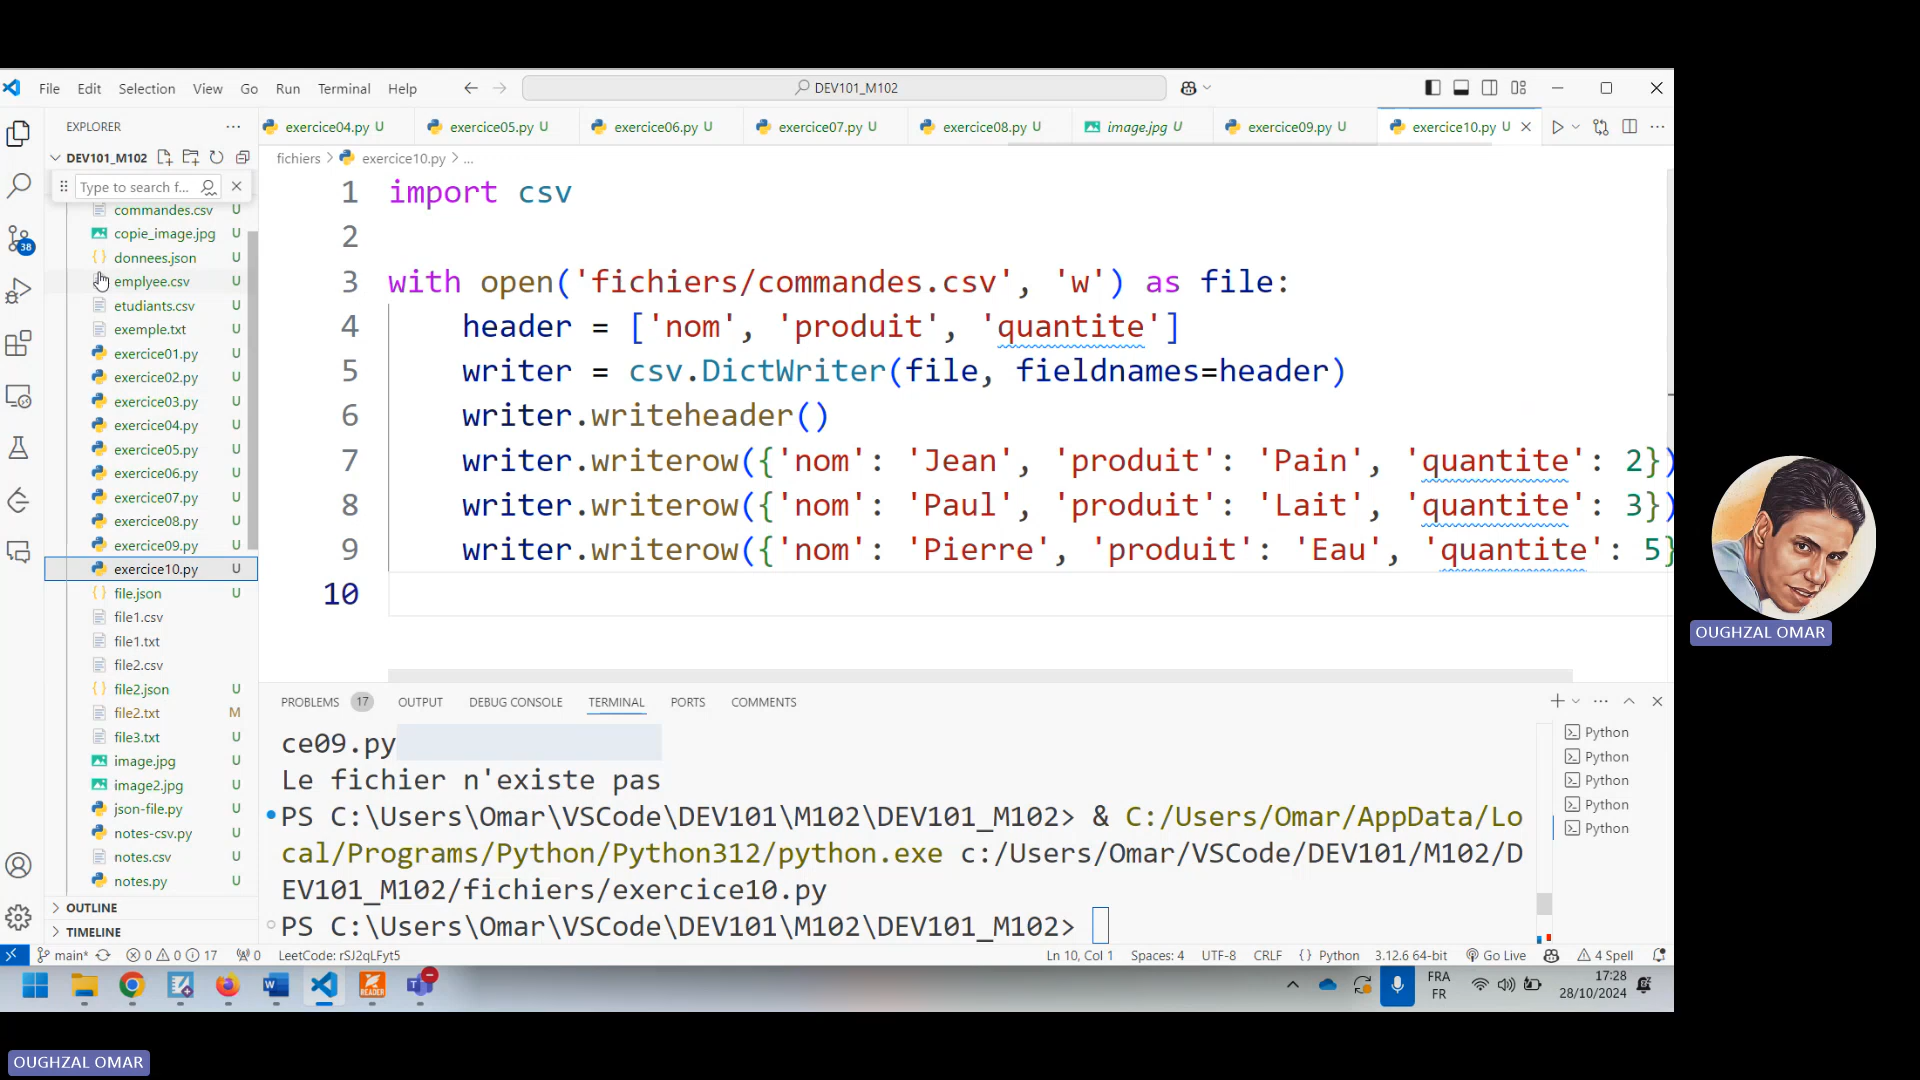 File Edit Selection View Go Run Terminal Help
DEV101_M102
EXPLORER
exercice04.py U
exercice05.py U
exercice06.py U
exercice07.py U
exercice08.py U
image.jpg U
exercice09.py U
exercice10.py U
DEV101_M102
fichiers > exercice10.py > ...
Type to search f...
commandes.csv U
copie_image.jpg U
donnees.json U
emplyee.csv U
etudiants.csv U
exemple.txt U
exercice01.py U
exercice02.py U
exercice03.py U
exercice04.py U
exercice05.py U
exercice06.py U
exercice07.py U
exercice08.py U
exercice09.py U
exercice10.py U
file.json U
file1.csv
file1.txt
file2.csv
file2.json U
file2.txt M
file3.txt U
image.jpg U
image2.jpg U
json-file.py U
notes-csv.py U
notes.csv U
notes.py U
OUTLINE
TIMELINE
38
1 import csv
2
3 with open('fichiers/commandes.csv', 'w') as file:
4 header = ['nom', 'produit', 'quantite']
5 writer = csv.DictWriter(file, fieldnames=header)
6 writer.writeheader()
7 writer.writerow({'nom': 'Jean', 'produit': 'Pain', 'quantite': 2})
8 writer.writerow({'nom': 'Paul', 'produit': 'Lait', 'quantite': 3})
9 writer.writerow({'nom': 'Pierre', 'produit': 'Eau', 'quantite': 5}
10
PROBLEMS 17 OUTPUT DEBUG CONSOLE TERMINAL PORTS COMMENTS
ce09.py
Le fichier n'existe pas
PS C:\Users\Omar\VSCode\DEV101\M102\DEV101_M102> & C:/Users/Omar/AppData/Lo
cal/Programs/Python/Python312/python.exe c:/Users/Omar/VSCode/DEV101/M102/D
EV101_M102/fichiers/exercice10.py
PS C:\Users\Omar\VSCode\DEV101\M102\DEV101_M102>
Python
Python
Python
Python
Python
main* 0 0 17 0 LeetCode: rSJ2qLFyt5 Ln 10, Col 1 Spaces: 4 UTF-8 CRLF { } Python 3.12.6 64-bit Go Live 4 Spell
READER
FRA
FR
17:28
28/10/2024
OUGHZAL OMAR
OUGHZAL OMAR